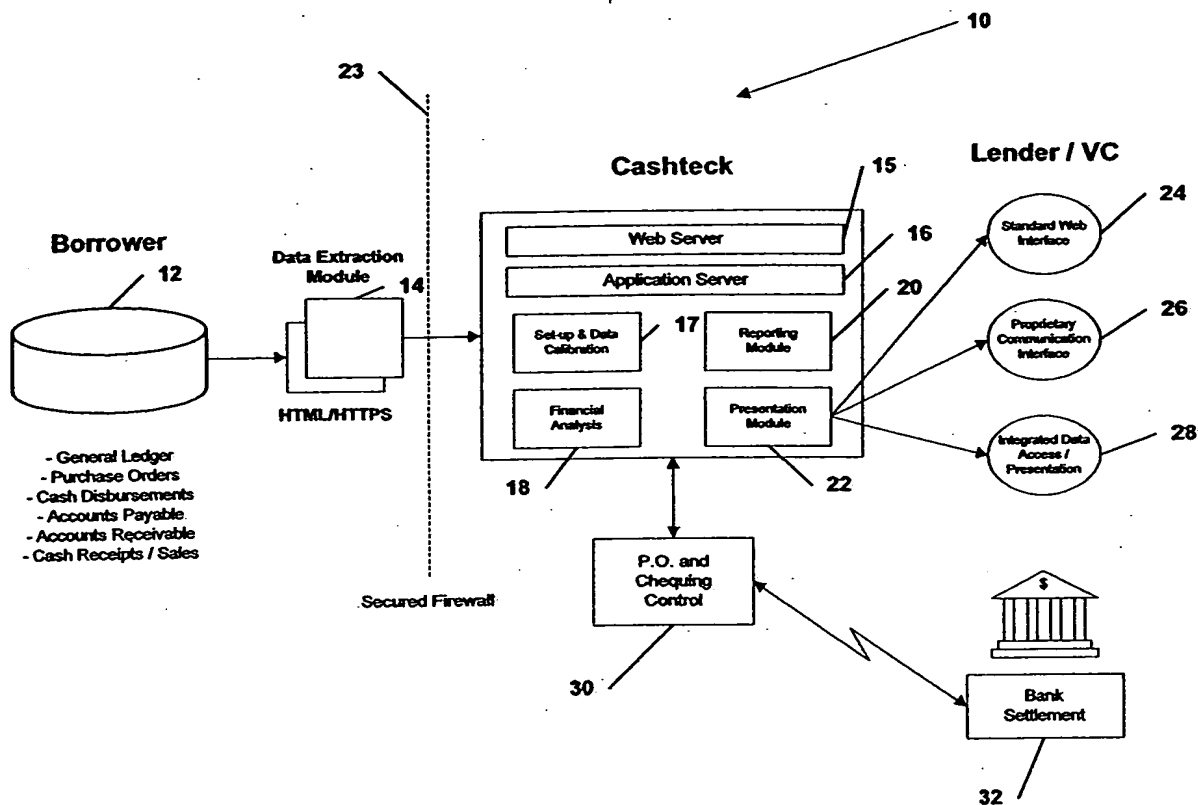 10
23
Cashteck
Lender / VC
15
24
Web Server
Standard Web
Interface
16
Borrower
Data Extraction
Module
Application Server
12
14
20
26
17
Set-up & Data
Calibration
Reporting
Module
Proprietary
Communication
Interface
HTML/HTTPS
Financial
Analysis
Presentation
Module
Integrated Data
Access /
Presentation
28
- General Ledger
- Purchase Orders
- Cash Disbursements
- Accounts Payable
- Accounts Receivable
- Cash Receipts / Sales
18
22
P.O. and
Chequing
Control
$
Secured Firewall
30
Bank
Settlement
32